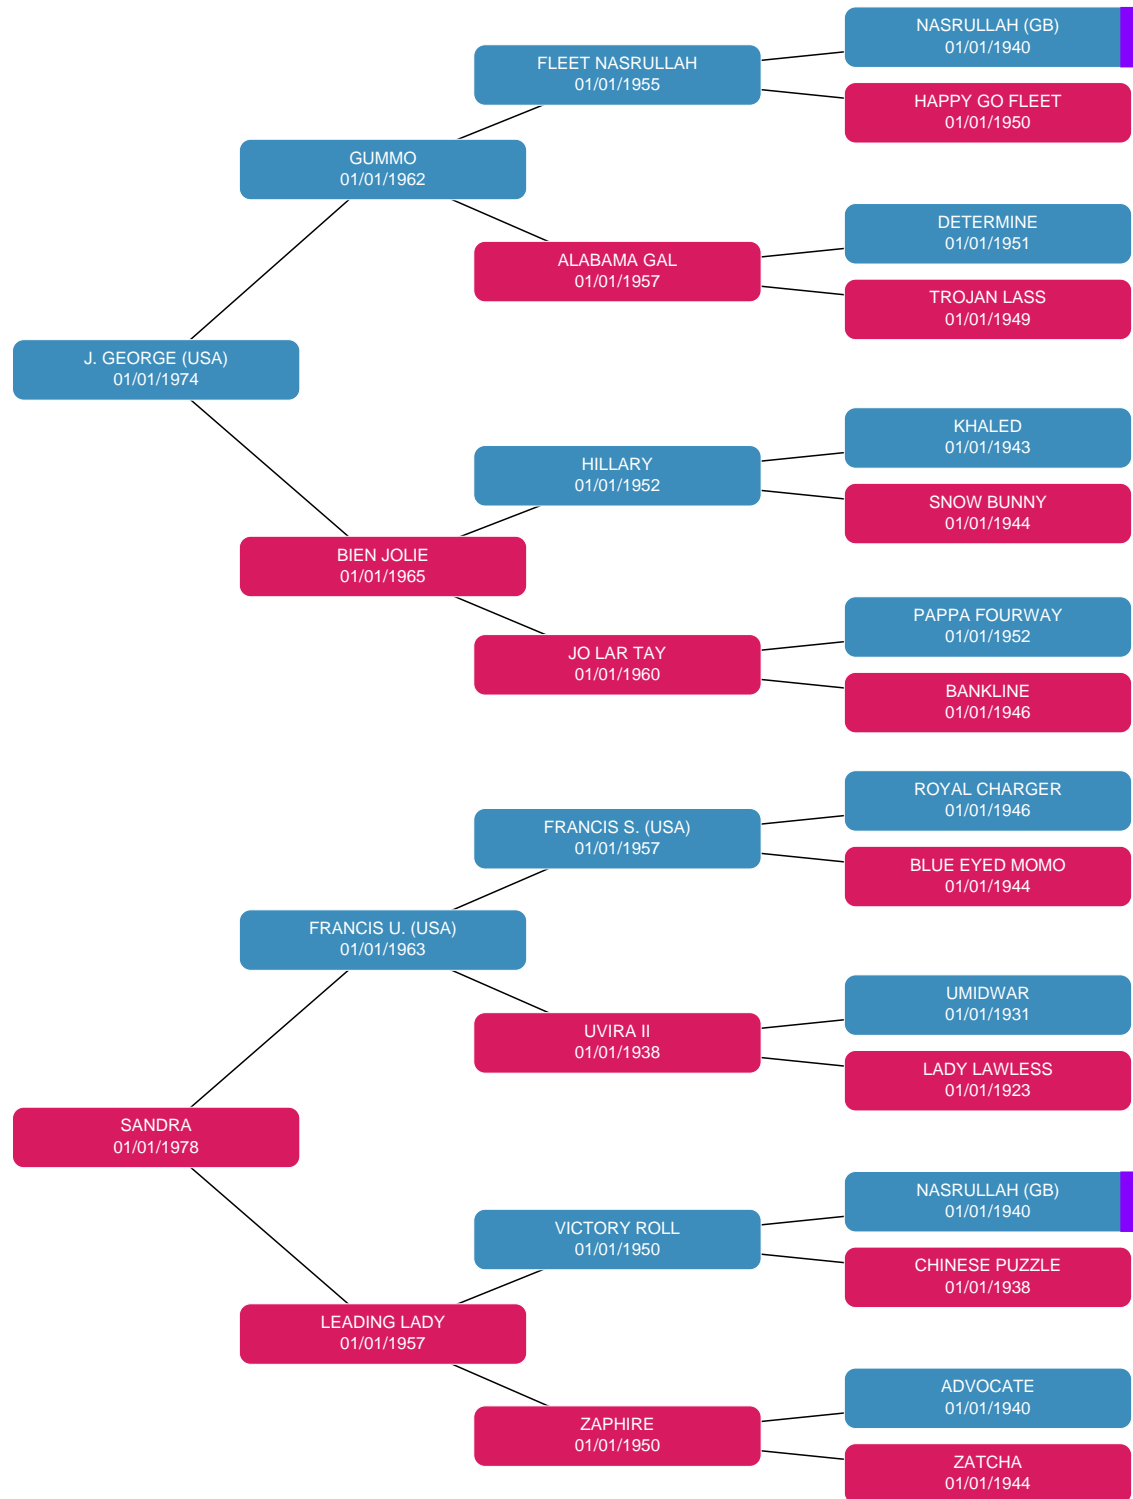 NASRULLAH (GB)
01/01/1940
FLEET NASRULLAH
01/01/1955
HAPPY GO FLEET
01/01/1950
GUMMO
01/01/1962
DETERMINE
01/01/1951
ALABAMA GAL
01/01/1957
TROJAN LASS
01/01/1949
J. GEORGE (USA)
01/01/1974
KHALED
01/01/1943
HILLARY
01/01/1952
SNOW BUNNY
01/01/1944
BIEN JOLIE
01/01/1965
PAPPA FOURWAY
01/01/1952
JO LAR TAY
01/01/1960
BANKLINE
01/01/1946
ROYAL CHARGER
01/01/1946
FRANCIS S. (USA)
01/01/1957
BLUE EYED MOMO
01/01/1944
FRANCIS U. (USA)
01/01/1963
UMIDWAR
01/01/1931
UVIRA II
01/01/1938
LADY LAWLESS
01/01/1923
SANDRA
01/01/1978
NASRULLAH (GB)
01/01/1940
VICTORY ROLL
01/01/1950
CHINESE PUZZLE
01/01/1938
LEADING LADY
01/01/1957
ADVOCATE
01/01/1940
ZAPHIRE
01/01/1950
ZATCHA
01/01/1944